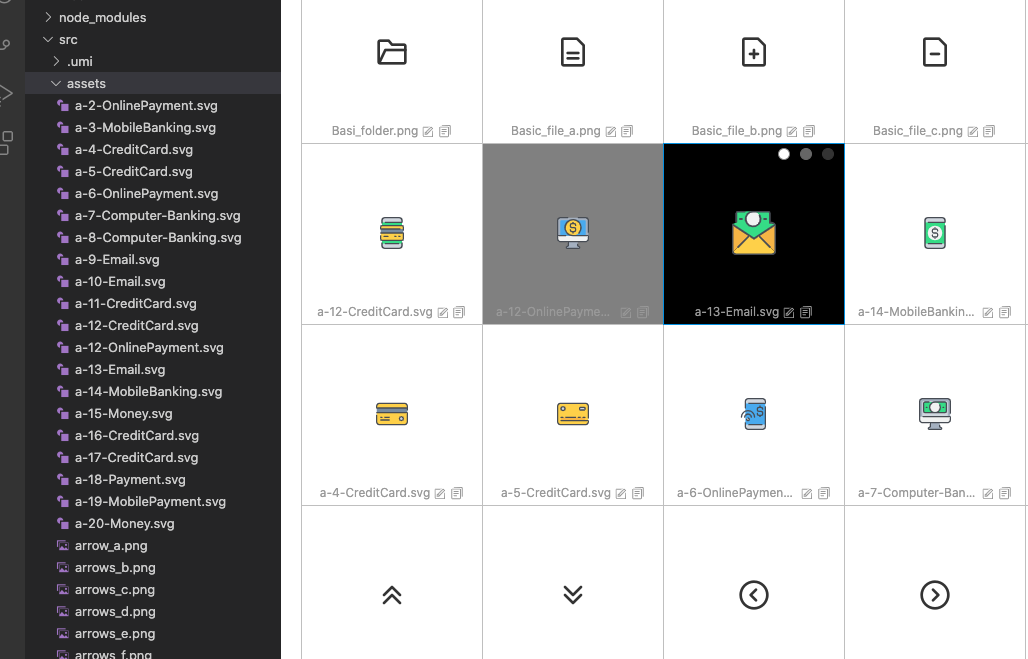 node_modules
src
.umi
assets
a-2-OnlinePayment.svg
a-3-MobileBanking.svg
a-4-CreditCard.svg
a-5-CreditCard.svg
a-6-OnlinePayment.svg
a-7-Computer-Banking.svg
a-8-Computer-Banking.svg
a-9-Email.svg
a-10-Email.svg
a-11-CreditCard.svg
a-12-CreditCard.svg
a-12-OnlinePayment.svg
a-13-Email.svg
a-14-MobileBanking.svg
a-15-Money.svg
a-16-CreditCard.svg
a-17-CreditCard.svg
a-18-Payment.svg
a-19-MobilePayment.svg
a-20-Money.svg
arrow_a.png
arrows_b.png
arrows_c.png
arrows_d.png
arrows_e.png
arrows_f.png
Basi_folder.png
Basic_file_a.png
Basic_file_b.png
Basic_file_c.png
a-12-CreditCard.svg
a-12-OnlinePayme...
a-13-Email.svg
a-14-MobileBankin...
a-4-CreditCard.svg
a-5-CreditCard.svg
a-6-OnlinePaymen...
a-7-Computer-Ban...